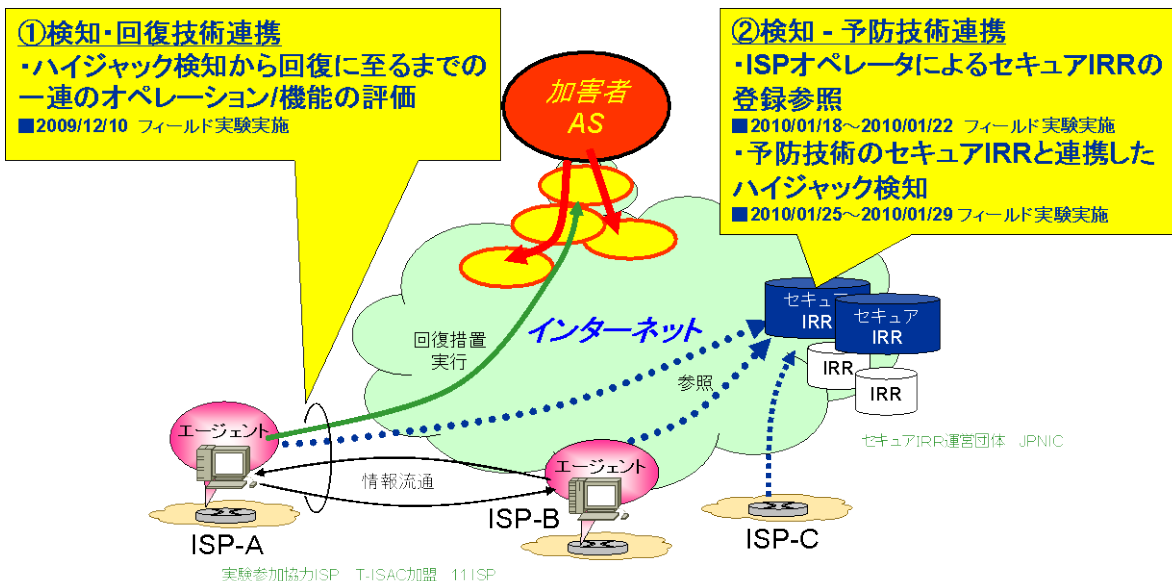 ①検知・回復技術連携
・ハイジャック検知から回復に至るまでの
一連のオペレーション/機能の評価
■2009/12/10 フィールド実験実施
②検知 - 予防技術連携
・ISPオペレータによるセキュアIRRの
登録参照
■2010/01/18～2010/01/22 フィールド実験実施
・予防技術のセキュアIRRと連携した
ハイジャック検知
■2010/01/25～2010/01/29 フィールド実験実施
加害者
AS
インターネット
回復措置
実行
参照
セキュア
IRR
セキュア
IRR
IRR
IRR
セキュアIRR運営団体 JPNIC
エージェント
情報流通
エージェント
ISP-A
ISP-B
ISP-C
実験参加協力ISP T-ISAC加盟 11ISP